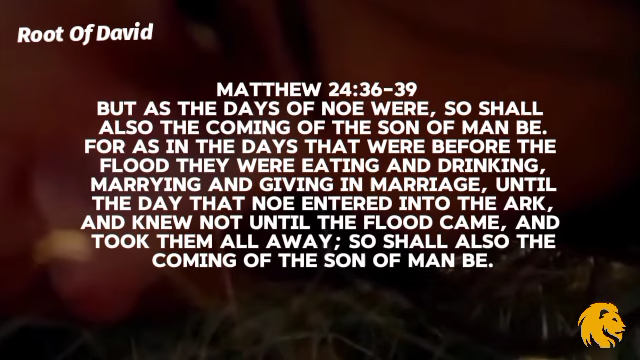 Root Of David
MATTHEW 24:36-39
BUT AS THE DAYS OF NOE WERE, SO SHALL
ALSO THE COMING OF THE SON OF MAN BE.
FOR AS IN THE DAYS THAT WERE BEFORE THE
FLOOD THEY WERE EATING AND DRINKING,
MARRYING AND GIVING IN MARRIAGE, UNTIL
THE DAY THAT NOE ENTERED INTO THE ARK,
AND KNEW NOT UNTIL THE FLOOD CAME, AND
TOOK THEM ALL AWAY; SO SHALL ALSO THE
COMING OF THE SON OF MAN BE.